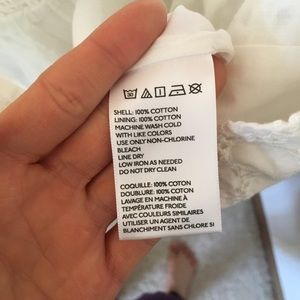 30
SHELL: 100% COTTON
LINING: 100% COTTON
MACHINE WASH COLD
WITH LIKE COLORS
USE ONLY NON-CHLORINE
BLEACH
LINE DRY
LOW IRON AS NEEDED
DO NOT DRY CLEAN
COQUILLE: 100% COTON
DOUBLURE: 100% COTON
LAVAGE EN MACHINE À
TEMPÉRATURE FROIDE
AVEC COULEURS SIMILAIRES
UTILISER UN AGENT DE
BLANCHIMENT SANS CHLORE SI